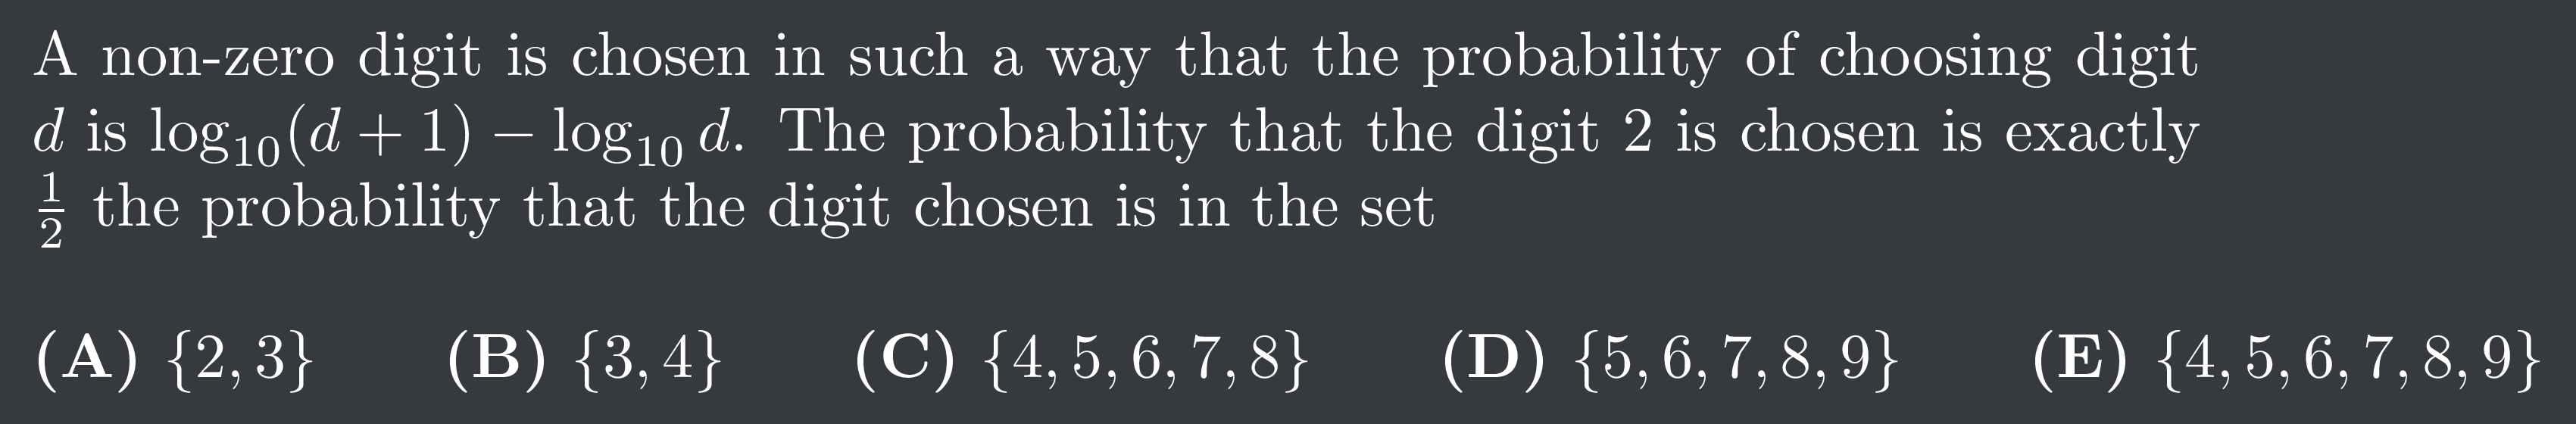 A non-zero digit is chosen in such a way that the probability of choosing digit
d is log₁₀(d + 1) − log₁₀ d. The probability that the digit 2 is chosen is exactly
1/2 the probability that the digit chosen is in the set
(A) {2, 3} (B) {3, 4} (C) {4, 5, 6, 7, 8} (D) {5, 6, 7, 8, 9} (E) {4, 5, 6, 7, 8, 9}